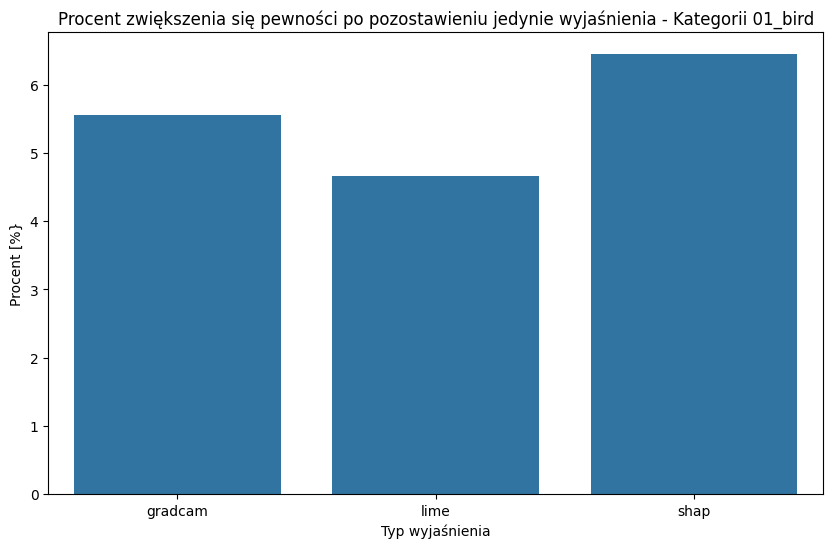 Procent zwiększenia się pewności po pozostawieniu jedynie wyjaśnienia - Kategorii 01_bird
Procent [%}
6
5
4
3
2
1
0
gradcam lime shap
Typ wyjaśnienia